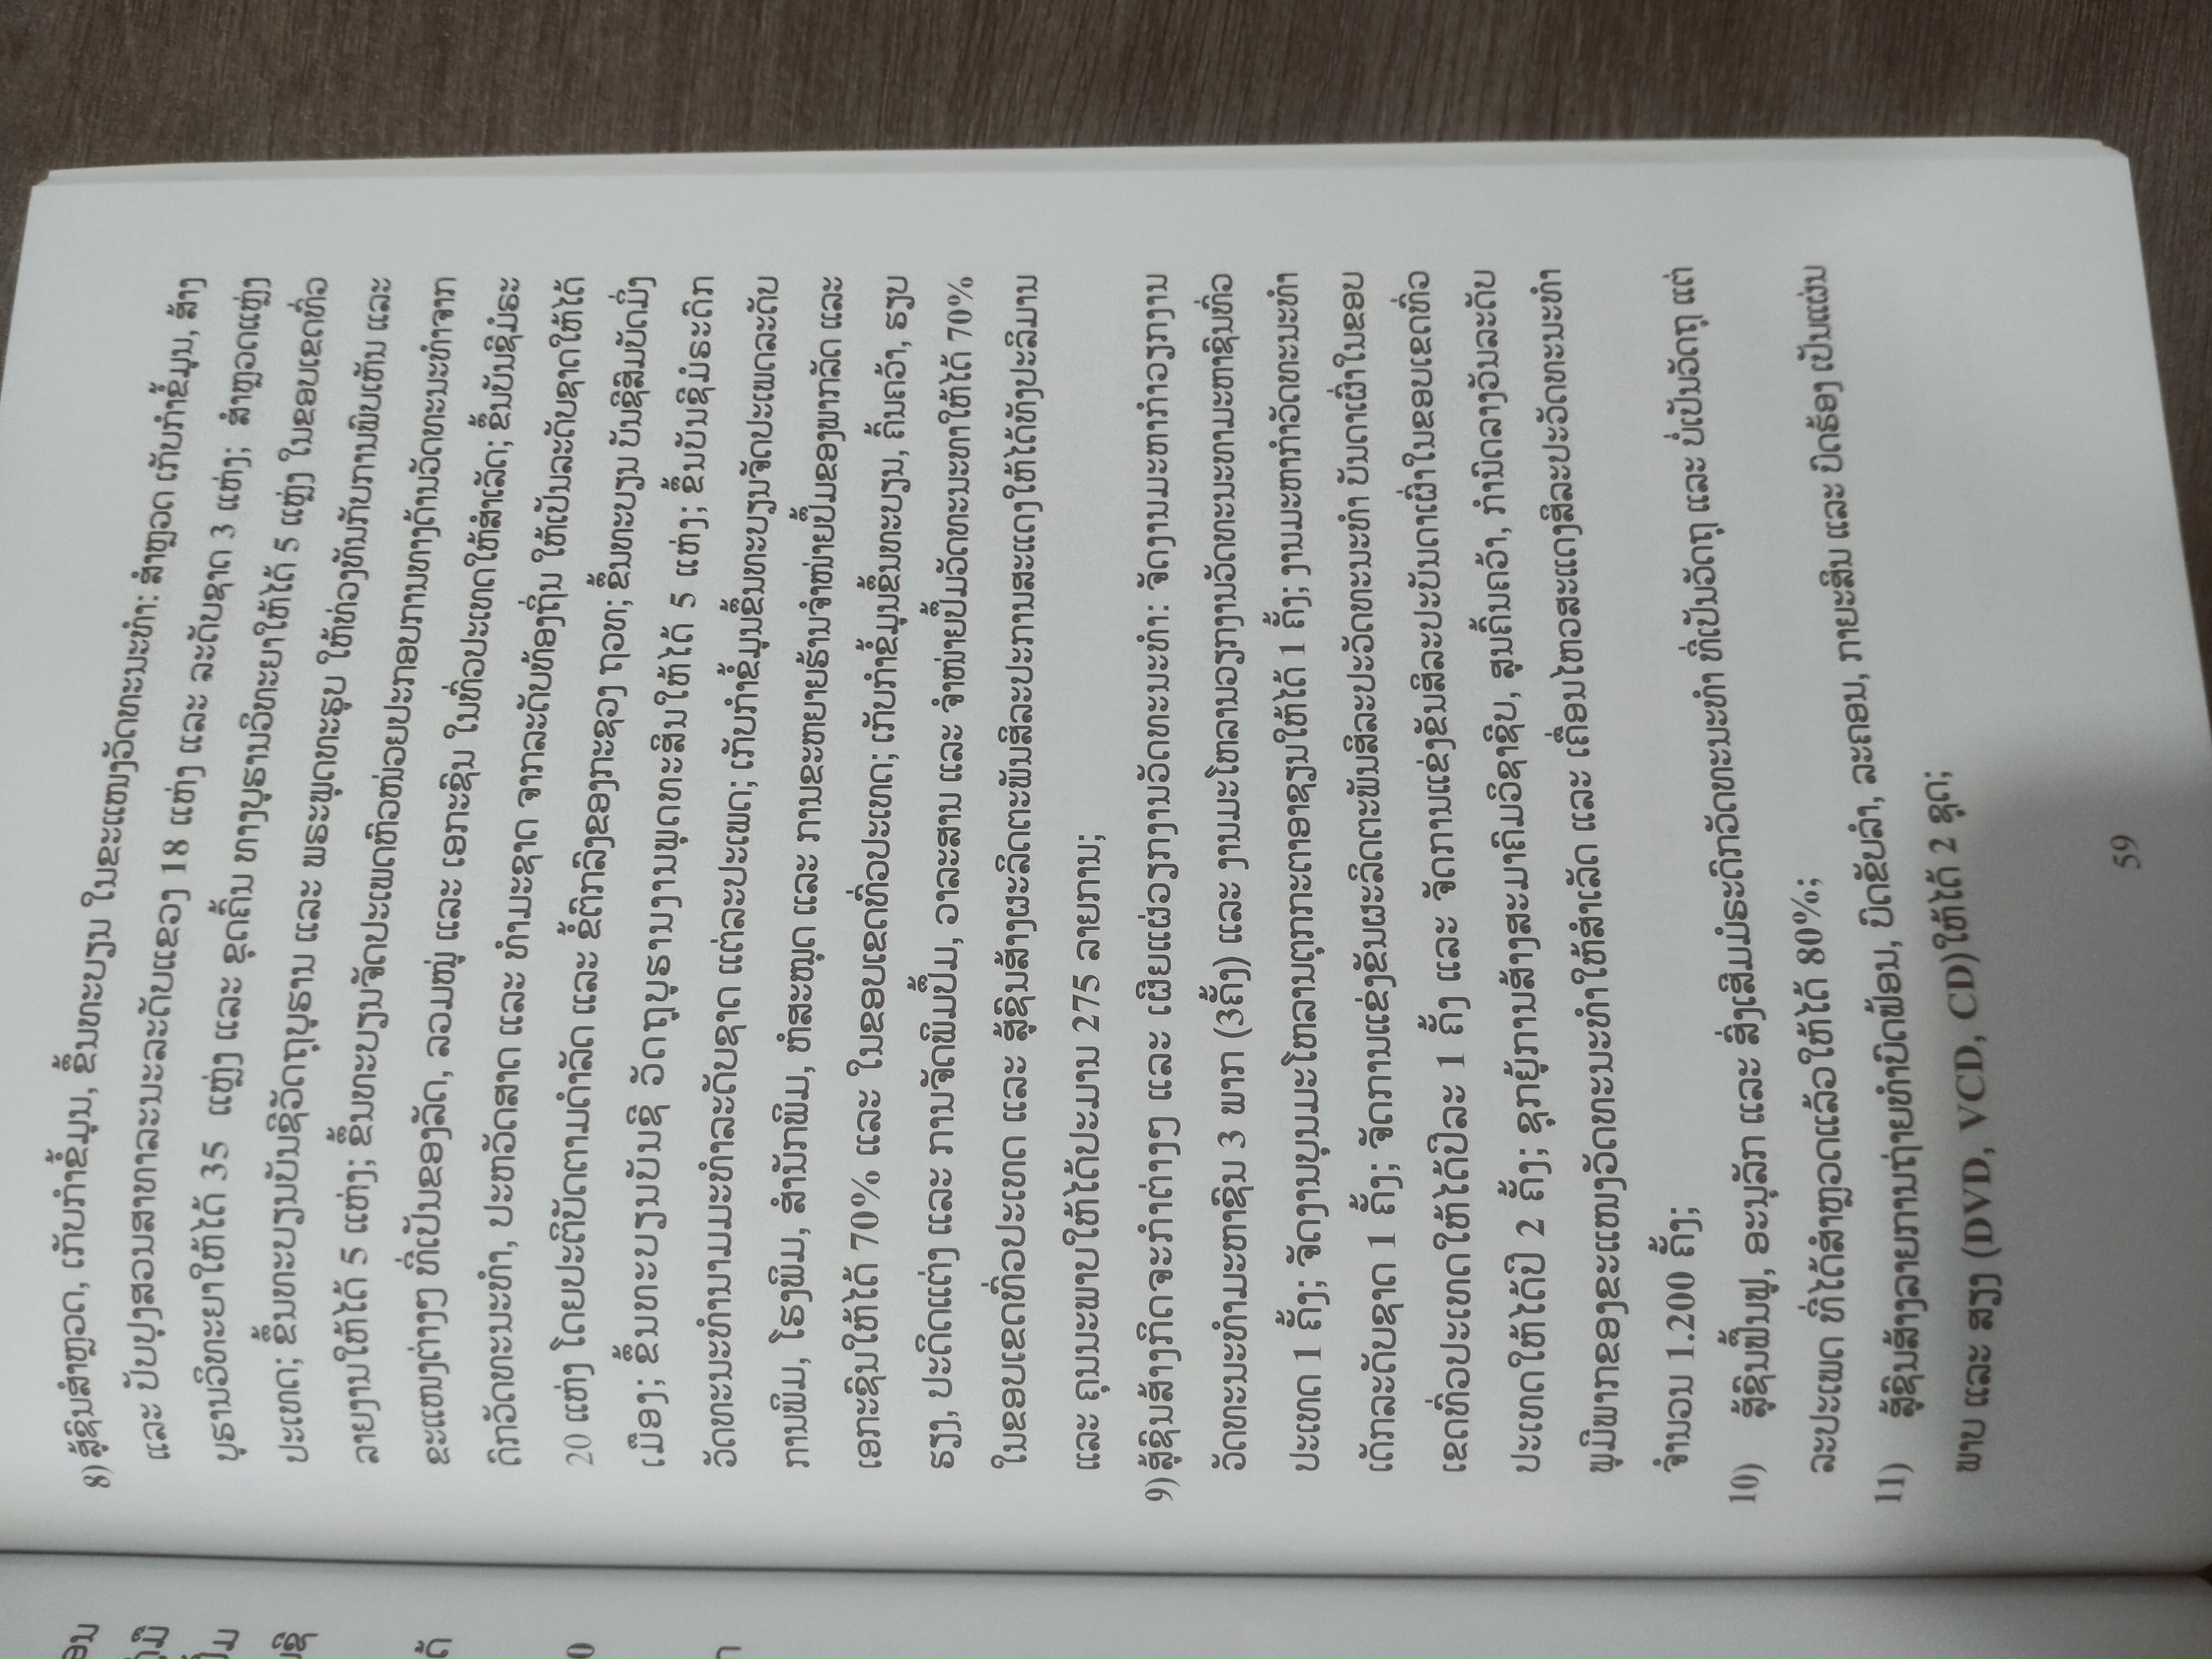 8) ສູ້ຊົນສໍາຫຼວດ, ເກັບກໍາຂໍ້ມູນ, ຂຶ້ນທະບຽນ ໃນຂະແໜງວັດທະນະທໍາ: ສໍາຫຼວດ ເກັບກໍາຂໍ້ມູນ, ສ້າງ
ແລະ ປັບປຸງສວນສາທາລະນະລະດັບແຂວງ 18 ແຫ່ງ ແລະ ລະດັບຊາດ 3 ແຫ່ງ; ສໍາຫຼວດແຫຼ່ງ
ບູຮານວິທະຍາໃຫ້ໄດ້ 35 ແຫຼ່ງ ແລະ ຂຸດຄົ້ນ ທາງບູຮານວິທະຍາໃຫ້ໄດ້ 5 ແຫຼ່ງ ໃນຂອບເຂດທົ່ວ
ປະເທດ; ຂຶ້ນທະບຽນບັນຊີວັດຖຸບູຮານ ແລະ ພຣະພຸດທະຮູບ ໃຫ້ທ່ວງທັນກັບການພົບເຫັນ ແລະ
ລາຍງານໃຫ້ໄດ້ 5 ແຫ່ງ; ຂຶ້ນທະບຽນຈັດປະເພດຫົວໜ່ວຍປະກອບການທາງດ້ານວັດທະນະທໍາຈາກ
ຂະແໜງຕ່າງໆ ທີ່ເປັນຂອງລັດ, ລວມໝູ່ ແລະ ເອກະຊົນ ໃນທົ່ວປະເທດໃຫ້ສໍາເລັດ; ຂຶ້ນບັນຊີມໍຣະ
ດົກວັດທະນະທໍາ, ປະຫວັດສາດ ແລະ ທໍາມະຊາດ ຈາກລະດັບທ້ອງຖິ່ນ ໃຫ້ເປັນລະດັບຊາດໃຫ້ໄດ້
20 ແຫ່ງ ໂດຍປະຕິບັດຕາມດໍາລັດ ແລະ ຂໍ້ຕົກລົງຂອງກະຊວງ ຖວທ; ຂຶ້ນທະບຽນ ບັນຊີສິມບັດມິ່ງ
ເມືອງ; ຂຶ້ນທະບຽນບັນຊີ ວັດຖຸບູຮານງານພຸດທະສິນໃຫ້ໄດ້ 5 ແຫ່ງ; ຂຶ້ນບັນຊີມໍຣະດົກ
ວັດທະນະທໍານາມມະທໍາລະດັບຊາດ ແຕ່ລະປະເພດ; ເກັບກໍາຂໍ້ມູນຂຶ້ນທະບຽນຈັດປະເພດລະດັບ
ການພິມ, ໂຮງພິມ, ສໍານັກພິມ, ຫໍສະໝຸດ ແລະ ການຂະຫຍາຍຮ້ານຈໍາໜ່າຍປຶ້ມຂອງພາກລັດ ແລະ
ເອກະຊົນໃຫ້ໄດ້ 70% ແລະ ໃນຂອບເຂດທົ່ວປະເທດ; ເກັບກໍາຂໍ້ມູນຂຶ້ນທະບຽນ, ຄົ້ນຄວ້າ, ຮຽບ
ຮຽງ, ປະດິດແຕ່ງ ແລະ ການຈັດພິມປຶ້ມ, ວາລະສານ ແລະ ຈໍາໜ່າຍປຶ້ມວັດທະນະທາໃຫ້ໄດ້ 70%
ໃນຂອບເຂດທົ່ວປະເທດ ແລະ ສູ້ຊົນສ້າງຜະລິດຕະພັນສິລະປະການສະແດງໃຫ້ໄດ້ທັງປະລິມານ
ແລະ ຄຸນນະພາບໃຫ້ໄດ້ປະມານ 275 ລາຍການ;
9) ສູ້ຊົນສ້າງກິດຈະກໍາຕ່າງໆ ແລະ ເຜີຍແຜ່ວຽກງານວັດທະນະທໍາ: ຈັດງານມະຫາກໍາວຽກງານ
ວັດທະນະທໍາມະຫາຊົນ 3 ພາກ (3ຄັ້ງ) ແລະ ງານມະໂຫລານວຽກງານວັດທະນະທາມະຫາຊົນທົ່ວ
ປະເທດ 1 ຄັ້ງ; ຈັດງານບຸນມະໂຫລານຕຸກກະຕາອາຊຽນໃຫ້ໄດ້ 1 ຄັ້ງ; ງານມະຫາກໍາວັດທະນະທໍາ
ເດັກລະດັບຊາດ 1 ຄັ້ງ; ຈັດການແຂ່ງຂັນຜະລິດຕະພັນສິລະປະວັດທະນະທໍາ ບັນດາເຜົ່າໃນຂອບ
ເຂດທົ່ວປະເທດໃຫ້ໄດ້ປີລະ 1 ຄັ້ງ ແລະ ຈັດການແຂ່ງຂັນສິລະປະບັນດາເຜົ່າໃນຂອບເຂດທົ່ວ
ປະເທດໃຫ້ໄດ້ປີ 2 ຄັ້ງ; ຊຸກຍູ້ການສ້າງສະມາຄົມວິຊາຊີບ, ສູນຄົ້ນຄວ້າ, ກໍານົດລາງວັນລະດັບ
ພູມິພາກຂອງຂະແໜງວັດທະນະທໍາໃຫ້ສໍາເລັດ ແລະ ເຄື່ອນໄຫວສະແດງສິລະປະວັດທະນະທໍາ
ຈໍານວນ 1.200 ຄັ້ງ;
10) ສູ້ຊົນຟື້ນຟູ, ອະນຸລັກ ແລະ ສົ່ງເສີມມໍຣະດົກວັດທະນະທໍາ ທີ່ເປັນວັດຖຸ ແລະ ບໍ່ເປັນວັດຖຸ ແຕ່
ລະປະເພດ ທີ່ໄດ້ສໍາຫຼວດແລ້ວໃຫ້ໄດ້ 80%;
11) ສູ້ຊົນສ້າງລາຍການຖ່າຍທໍາບົດຟ້ອນ, ບົດຂັບລໍາ, ລະຄອນ, ກາຍະສິນ ແລະ ບົດຮ້ອງ ເປັນແຜ່ນ
ພາບ ແລະ ສຽງ (DVD, VCD, CD)ໃຫ້ໄດ້ 2 ຊຸດ;
59